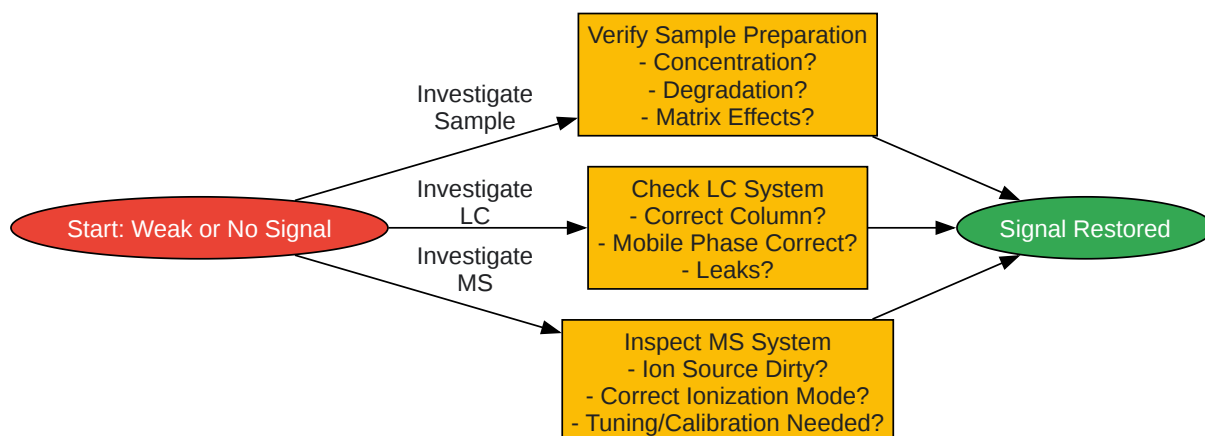 Start: Weak or No Signal
Investigate
Sample
Verify Sample Preparation
- Concentration?
- Degradation?
- Matrix Effects?
Investigate
LC
Check LC System
- Correct Column?
- Mobile Phase Correct?
- Leaks?
Investigate
MS
Inspect MS System
- Ion Source Dirty?
- Correct Ionization Mode?
- Tuning/Calibration Needed?
Signal Restored